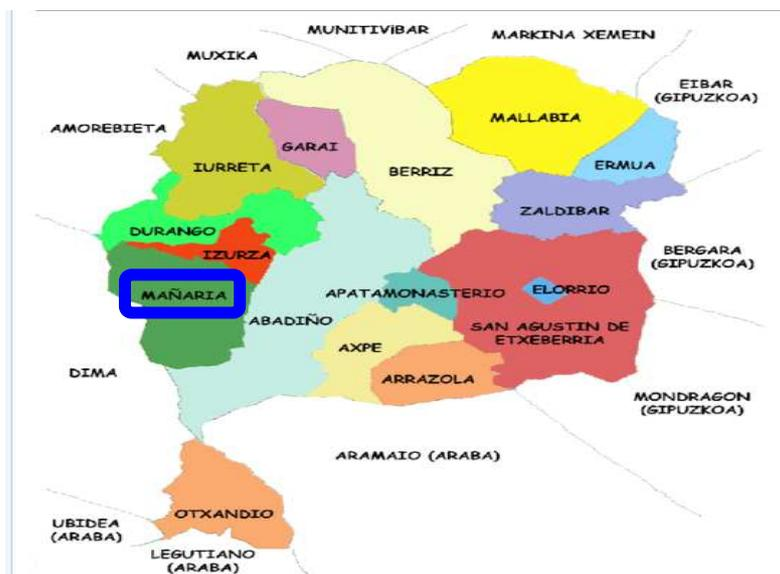 MUNITIVIBAR
MARKINA XEMEIN
MUXIKA
EIBAR
(GIPUZKOA)
AMOREBIETA
MALLABIA
GARAI
IURRETA
BERRIZ
ERMUA
ZALDIBAR
DURANGO
IZURZA
BERGARA
(GIPUZKOA)
MAÑARIA
APATAMONASTERIO
ELORRIO
ABADIÑO
SAN AGUSTIN DE
ETXEBERRIA
AXPE
DIMA
ARRAZOLA
MONDRAGON
(GIPUZKOA)
ARAMAIO (ARABA)
OTXANDIO
UBIDEA
(ARABA)
LEGUTIANO
(ARABA)